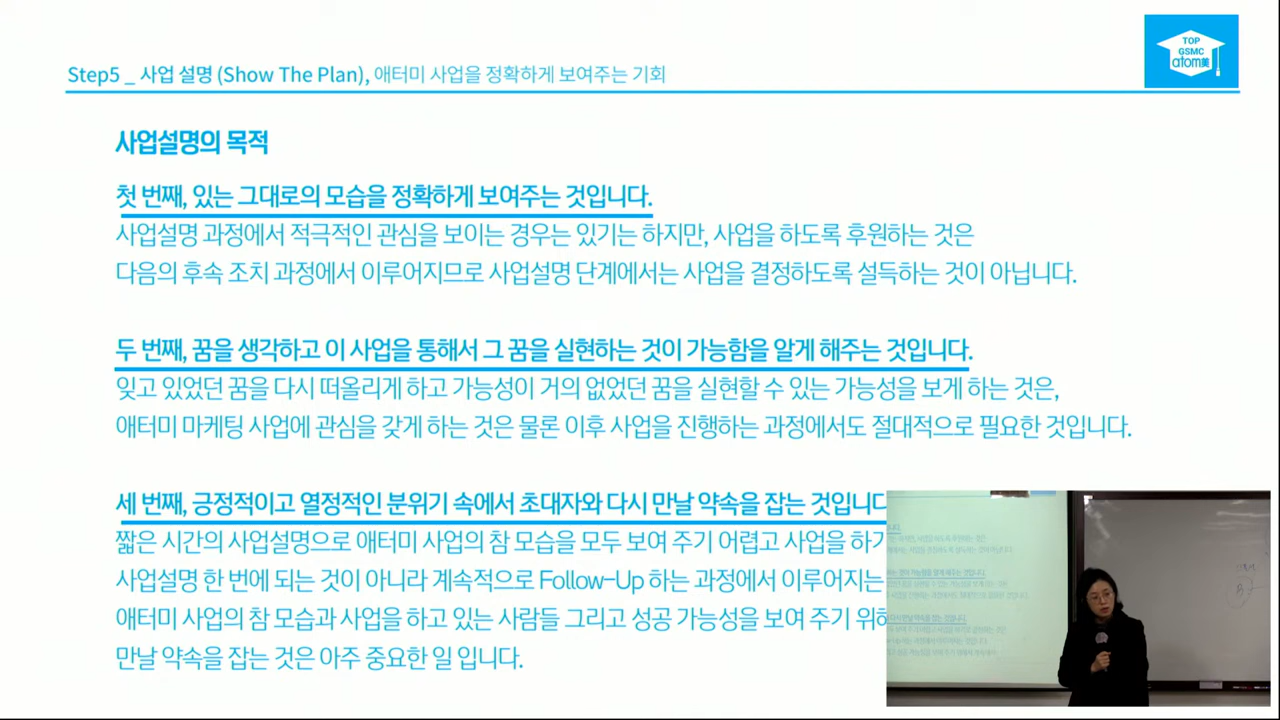 Step5 _ 사업 설명 (Show The Plan), 애터미 사업을 정확하게 보여주는 기회
TOP
GSMC
atom美
사업설명의 목적
첫 번째, 있는 그대로의 모습을 정확하게 보여주는 것입니다.
사업설명 과정에서 적극적인 관심을 보이는 경우는 있기는 하지만, 사업을 하도록 후원하는 것은
다음의 후속 조치 과정에서 이루어지므로 사업설명 단계에서는 사업을 결정하도록 설득하는 것이 아닙니다.
두 번째, 꿈을 생각하고 이 사업을 통해서 그 꿈을 실현하는 것이 가능함을 알게 해주는 것입니다.
잊고 있었던 꿈을 다시 떠올리게 하고 가능성이 거의 없었던 꿈을 실현할 수 있는 가능성을 보게 하는 것은,
애터미 마케팅 사업에 관심을 갖게 하는 것은 물론 이후 사업을 진행하는 과정에서도 절대적으로 필요한 것입니다.
세 번째, 긍정적이고 열정적인 분위기 속에서 초대자와 다시 만날 약속을 잡는 것입니다
짧은 시간의 사업설명으로 애터미 사업의 참 모습을 모두 보여 주기 어렵고 사업을 하기
사업설명 한 번에 되는 것이 아니라 계속적으로 Follow-Up 하는 과정에서 이루어지는
애터미 사업의 참 모습과 사업을 하고 있는 사람들 그리고 성공 가능성을 보여 주기 위해
만날 약속을 잡는 것은 아주 중요한 일 입니다.